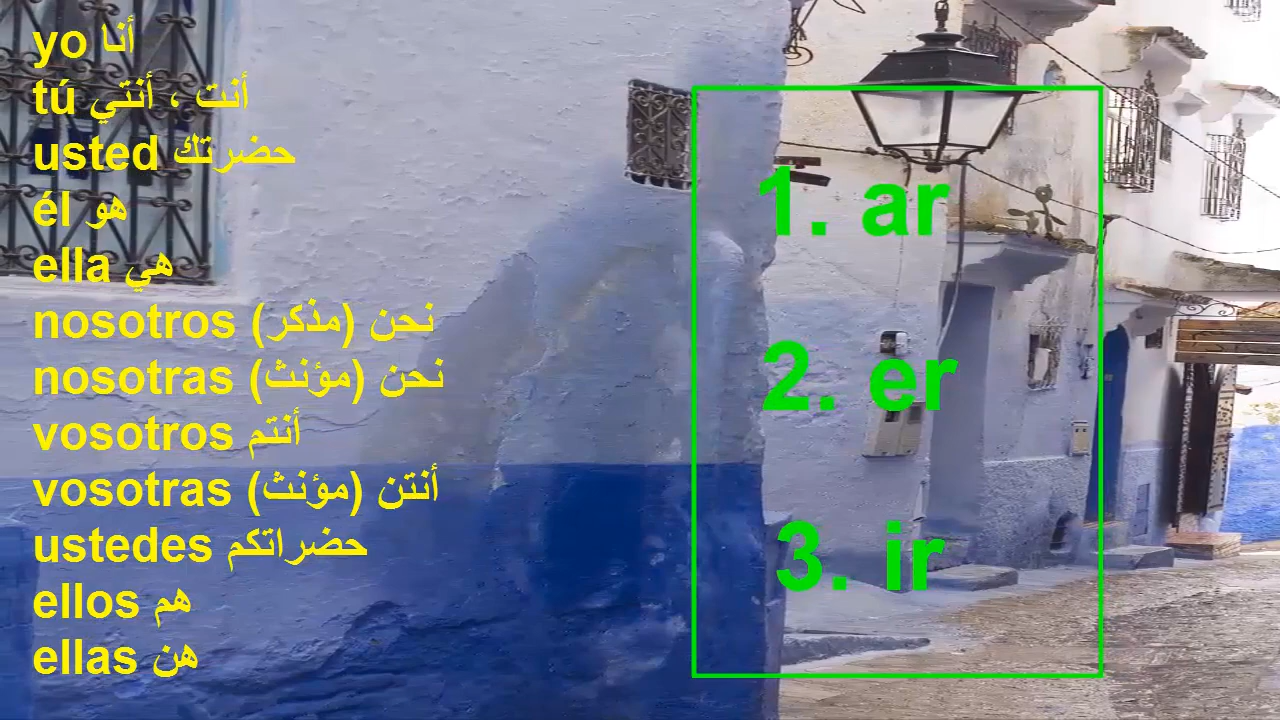 yo أنا
tú أنت ، أنتي
usted حضرتك
él هو
ella هي
nosotros نحن (مذكر)
nosotras نحن (مؤنث)
vosotros أنتم
vosotras أنتن (مؤنث)
ustedes حضراتكم
ellos هم
ellas هن
1. ar
2. er
3. ir